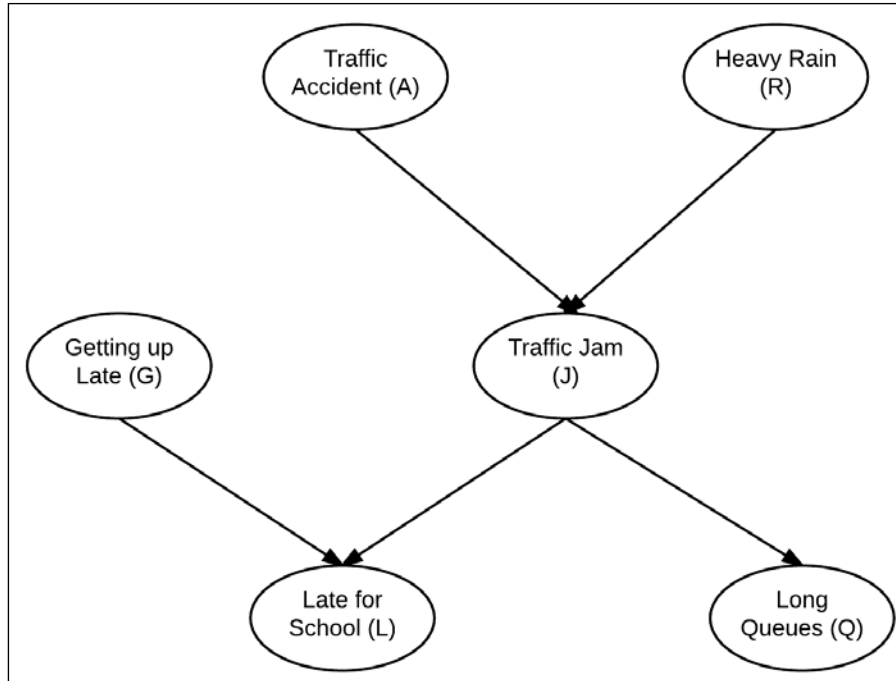 Traffic
Accident (A)
Heavy Rain
(R)
Getting up
Late (G)
Traffic Jam
(J)
Late for
School (L)
Long
Queues (Q)